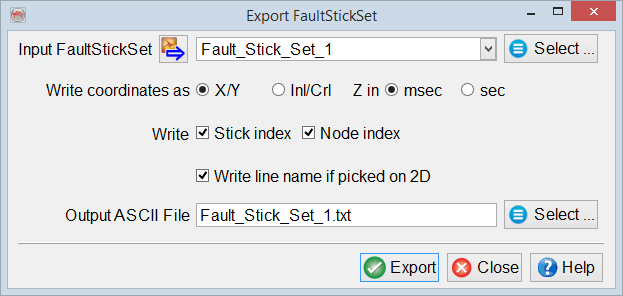 Export FaultStickSet
Input FaultStickSet Fault_Stick_Set_1 Select ...
Write coordinates as X/Y Inl/Crl Z in msec sec
Write Stick index Node index
Write line name if picked on 2D
Output ASCII File Fault_Stick_Set_1.txt Select ...
Export Close Help